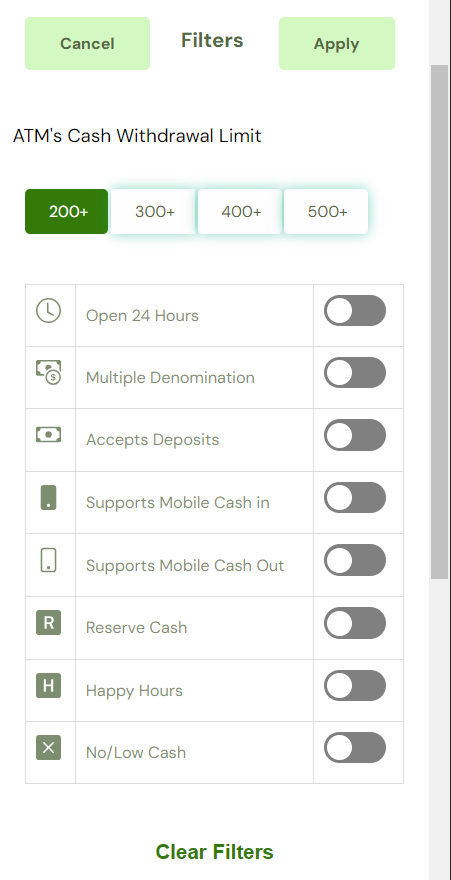 Cancel Filters Apply
ATM's Cash Withdrawal Limit
200+ 300+ 400+ 500+
Open 24 Hours
$ Multiple Denomination
Accepts Deposits
Supports Mobile Cash in
Supports Mobile Cash Out
R Reserve Cash
H Happy Hours
No/Low Cash
Clear Filters